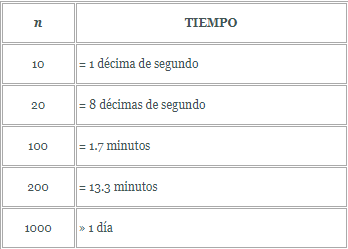 n TIEMPO
10 = 1 décima de segundo
20 = 8 décimas de segundo
100 = 1.7 minutos
200 = 13.3 minutos
1000 » 1 día